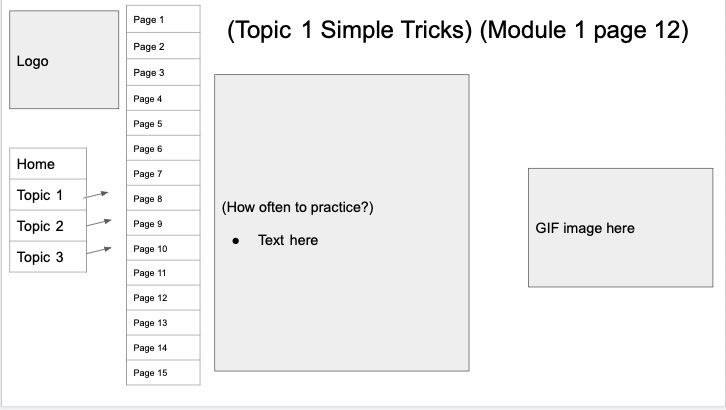 (Topic 1 Simple Tricks) (Module 1 page 12)
Logo
Home
Topic 1
Topic 2
Topic 3
Page 1
Page 2
Page 3
Page 4
Page 5
Page 6
Page 7
Page 8
Page 9
Page 10
Page 11
Page 12
Page 13
Page 14
Page 15
(How often to practice?)
● Text here
GIF image here